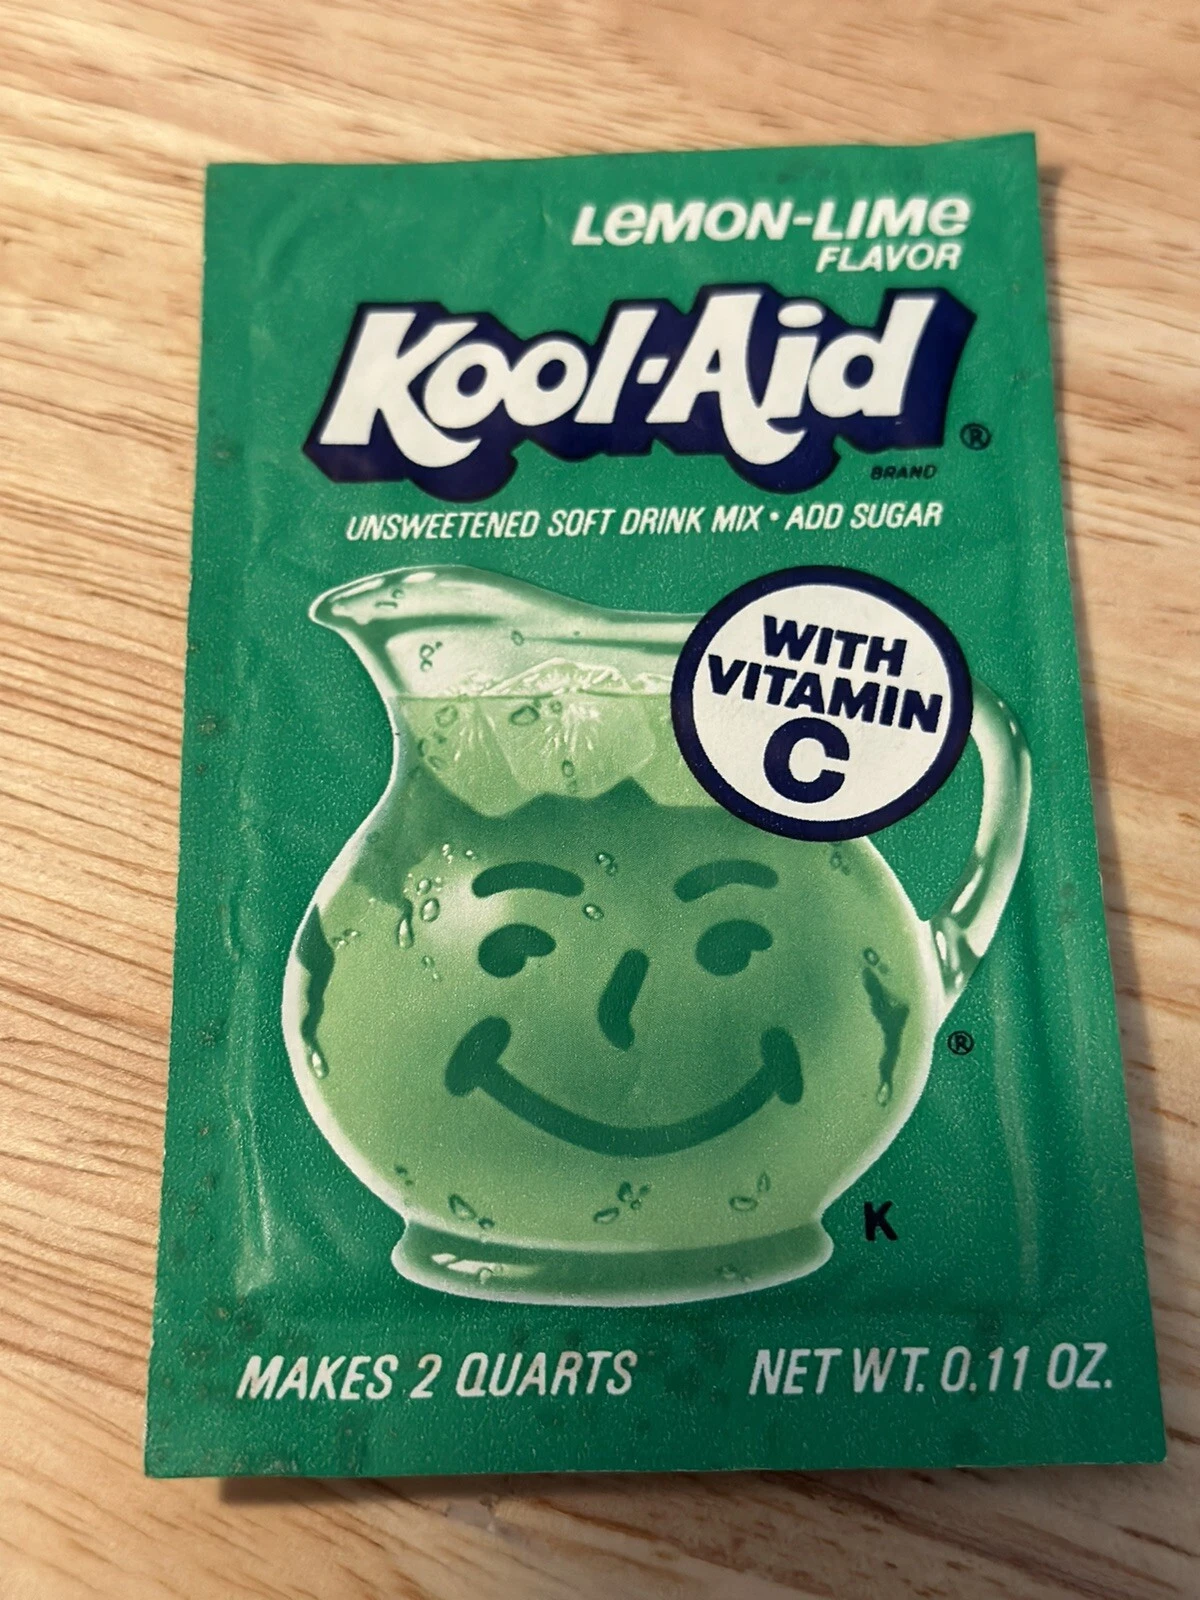 LeMON-LIMe
FLAVOR
Kool-Aid®
BRAND
UNSWEETENED SOFT DRINK MIX • ADD SUGAR
WITH
VITAMIN
C
®
K
MAKES 2 QUARTS
NET WT. 0.11 OZ.